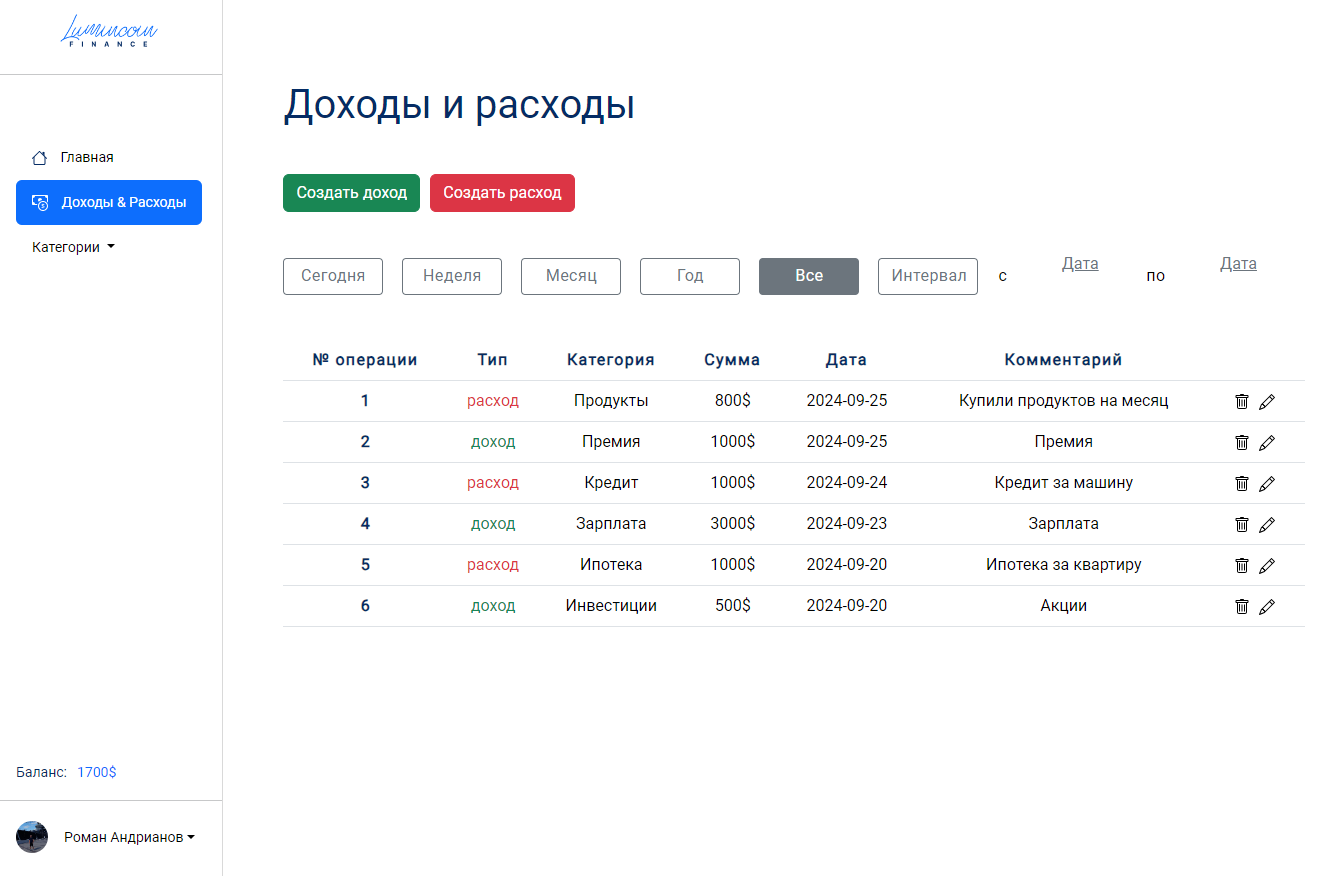 Lumincoin
FINANCE
Главная
Доходы & Расходы
Категории
Баланс: 1700$
Роман Андрианов
Доходы и расходы
Создать доход Создать расход
Сегодня Неделя Месяц Год Все Интервал с Дата по Дата
№ операции Тип Категория Сумма Дата Комментарий
1 расход Продукты 800$ 2024-09-25 Купили продуктов на месяц
2 доход Премия 1000$ 2024-09-25 Премия
3 расход Кредит 1000$ 2024-09-24 Кредит за машину
4 доход Зарплата 3000$ 2024-09-23 Зарплата
5 расход Ипотека 1000$ 2024-09-20 Ипотека за квартиру
6 доход Инвестиции 500$ 2024-09-20 Акции